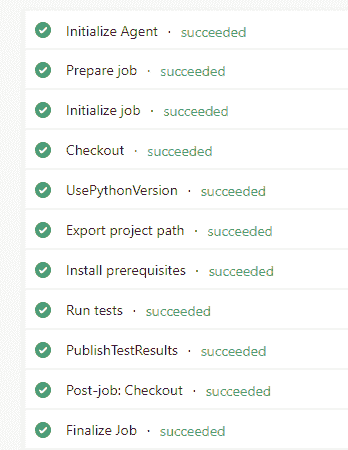 Initialize Agent · succeeded
Prepare job · succeeded
Initialize job · succeeded
Checkout · succeeded
UsePythonVersion · succeeded
Export project path · succeeded
Install prerequisites · succeeded
Run tests · succeeded
PublishTestResults · succeeded
Post-job: Checkout · succeeded
Finalize Job · succeeded